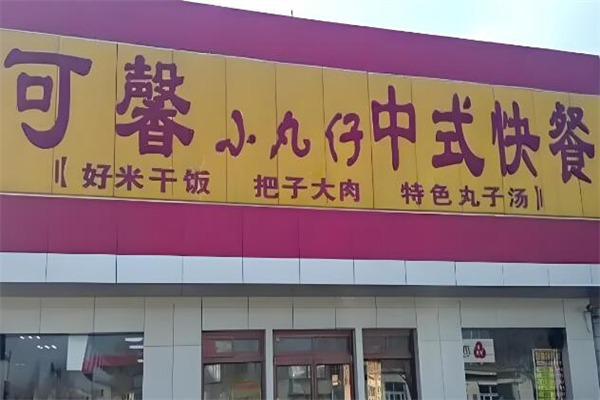 可馨小丸仔中式快餐
〖好米干饭 把子大肉 特色丸子汤〗